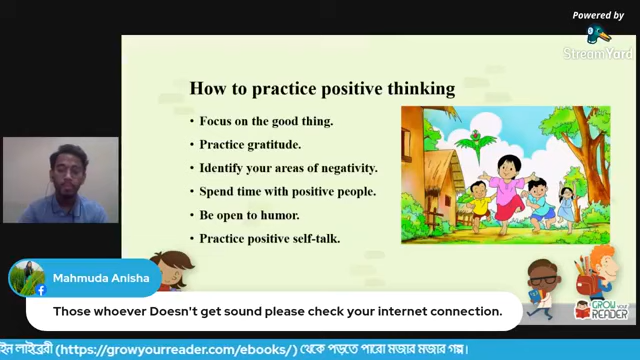 Powered by
StreamYard
How to practice positive thinking
• Focus on the good thing.
• Practice gratitude.
• Identify your areas of negativity.
• Spend time with positive people.
• Be open to humor.
• Practice positive self-talk.
GROW YOUR
READER
Mahmuda Anisha
Those whoever Doesn't get sound please check your internet connection.
ইন লাইব্রেরী (https://growyourreader.com/ebooks/) থেকে পড়তে পারো মজার মজার গল্প।